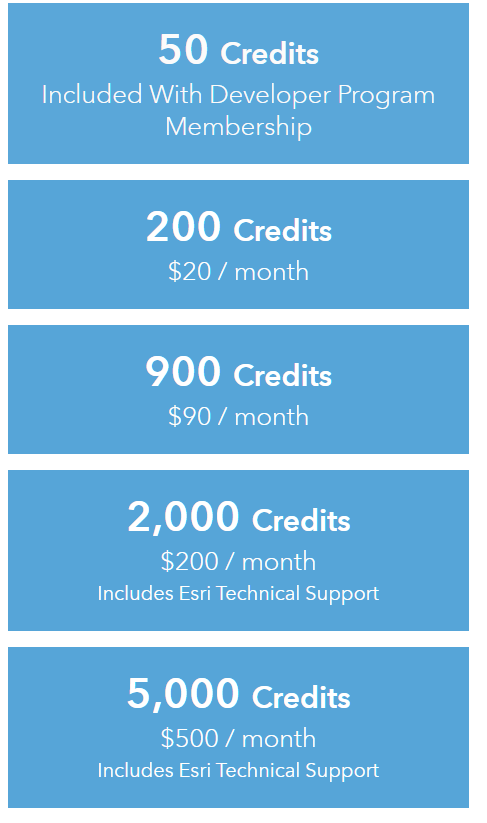 50 Credits
Included With Developer Program
Membership
200 Credits
$20 / month
900 Credits
$90 / month
2,000 Credits
$200 / month
Includes Esri Technical Support
5,000 Credits
$500 / month
Includes Esri Technical Support